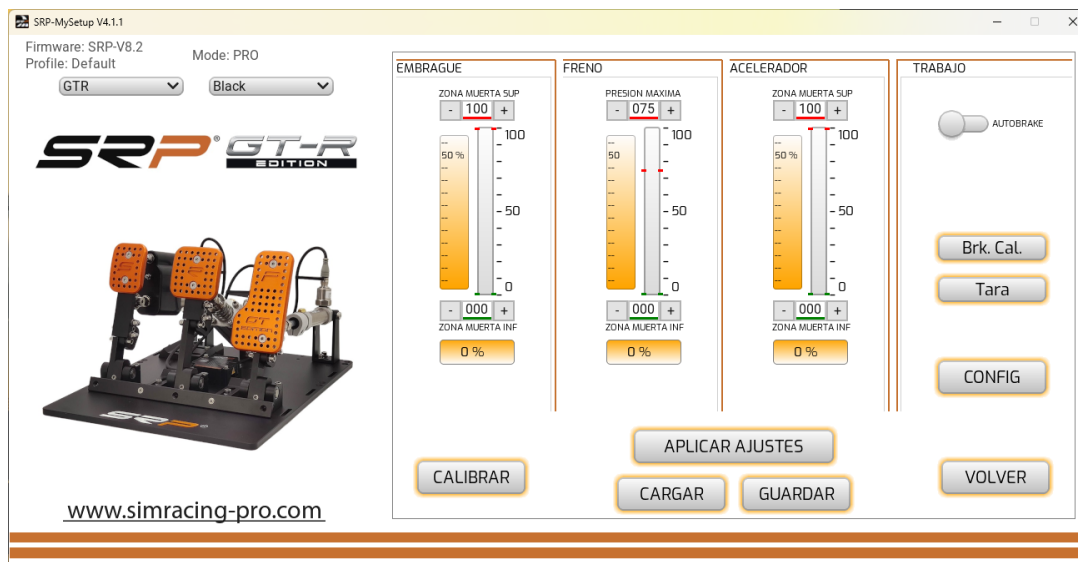 SRP-MySetup V4.1.1
Firmware: SRP-V8.2
Profile: Default
Mode: PRO
GTR
Black
SRP®
GT-R
EDITION
GT
EDITION
SRP®
www.simracing-pro.com
EMBRAGUE
ZONA MUERTA SUP
- 100 +
100
50 %
50
0
- 000 +
ZONA MUERTA INF
0 %
FRENO
PRESION MAXIMA
- 075 +
100
50
50
0
- 000 +
ZONA MUERTA INF
0 %
ACELERADOR
ZONA MUERTA SUP
- 100 +
100
50 %
50
0
- 000 +
ZONA MUERTA INF
0 %
TRABAJO
AUTOBRAKE
Brk. Cal.
Tara
CONFIG
APLICAR AJUSTES
CALIBRAR
CARGAR
GUARDAR
VOLVER